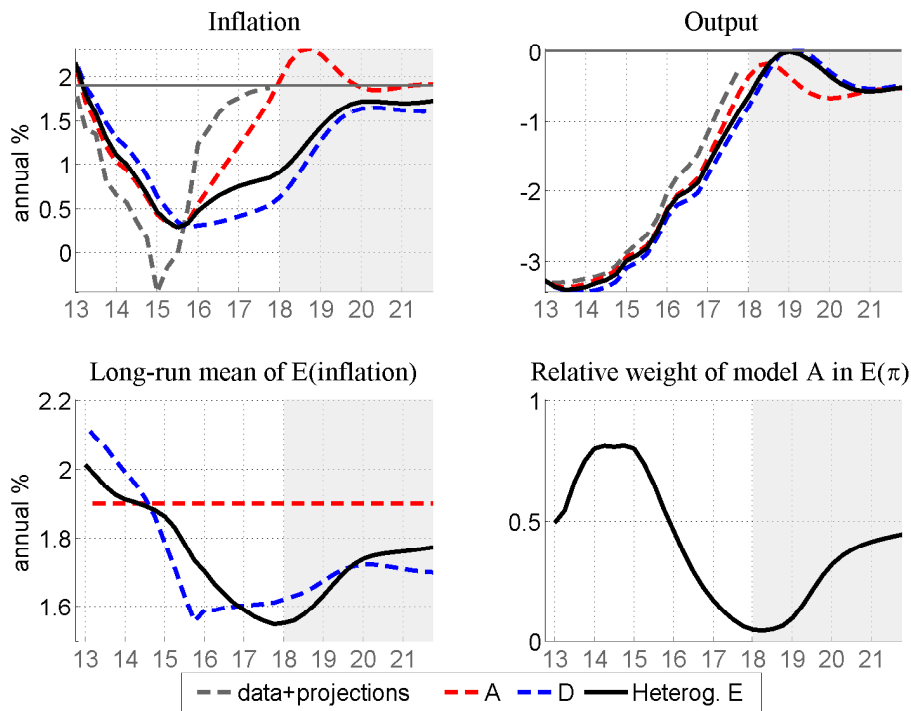 Inflation
annual %
2
1.5
1
0.5
0
13 14 15 16 17 18 19 20 21
Output
0
-1
-2
-3
13 14 15 16 17 18 19 20 21
Long-run mean of E(inflation)
annual %
2.2
2
1.8
1.6
13 14 15 16 17 18 19 20 21
Relative weight of model A in E(π)
1
0.5
0
13 14 15 16 17 18 19 20 21
data+projections A D Heterog. E